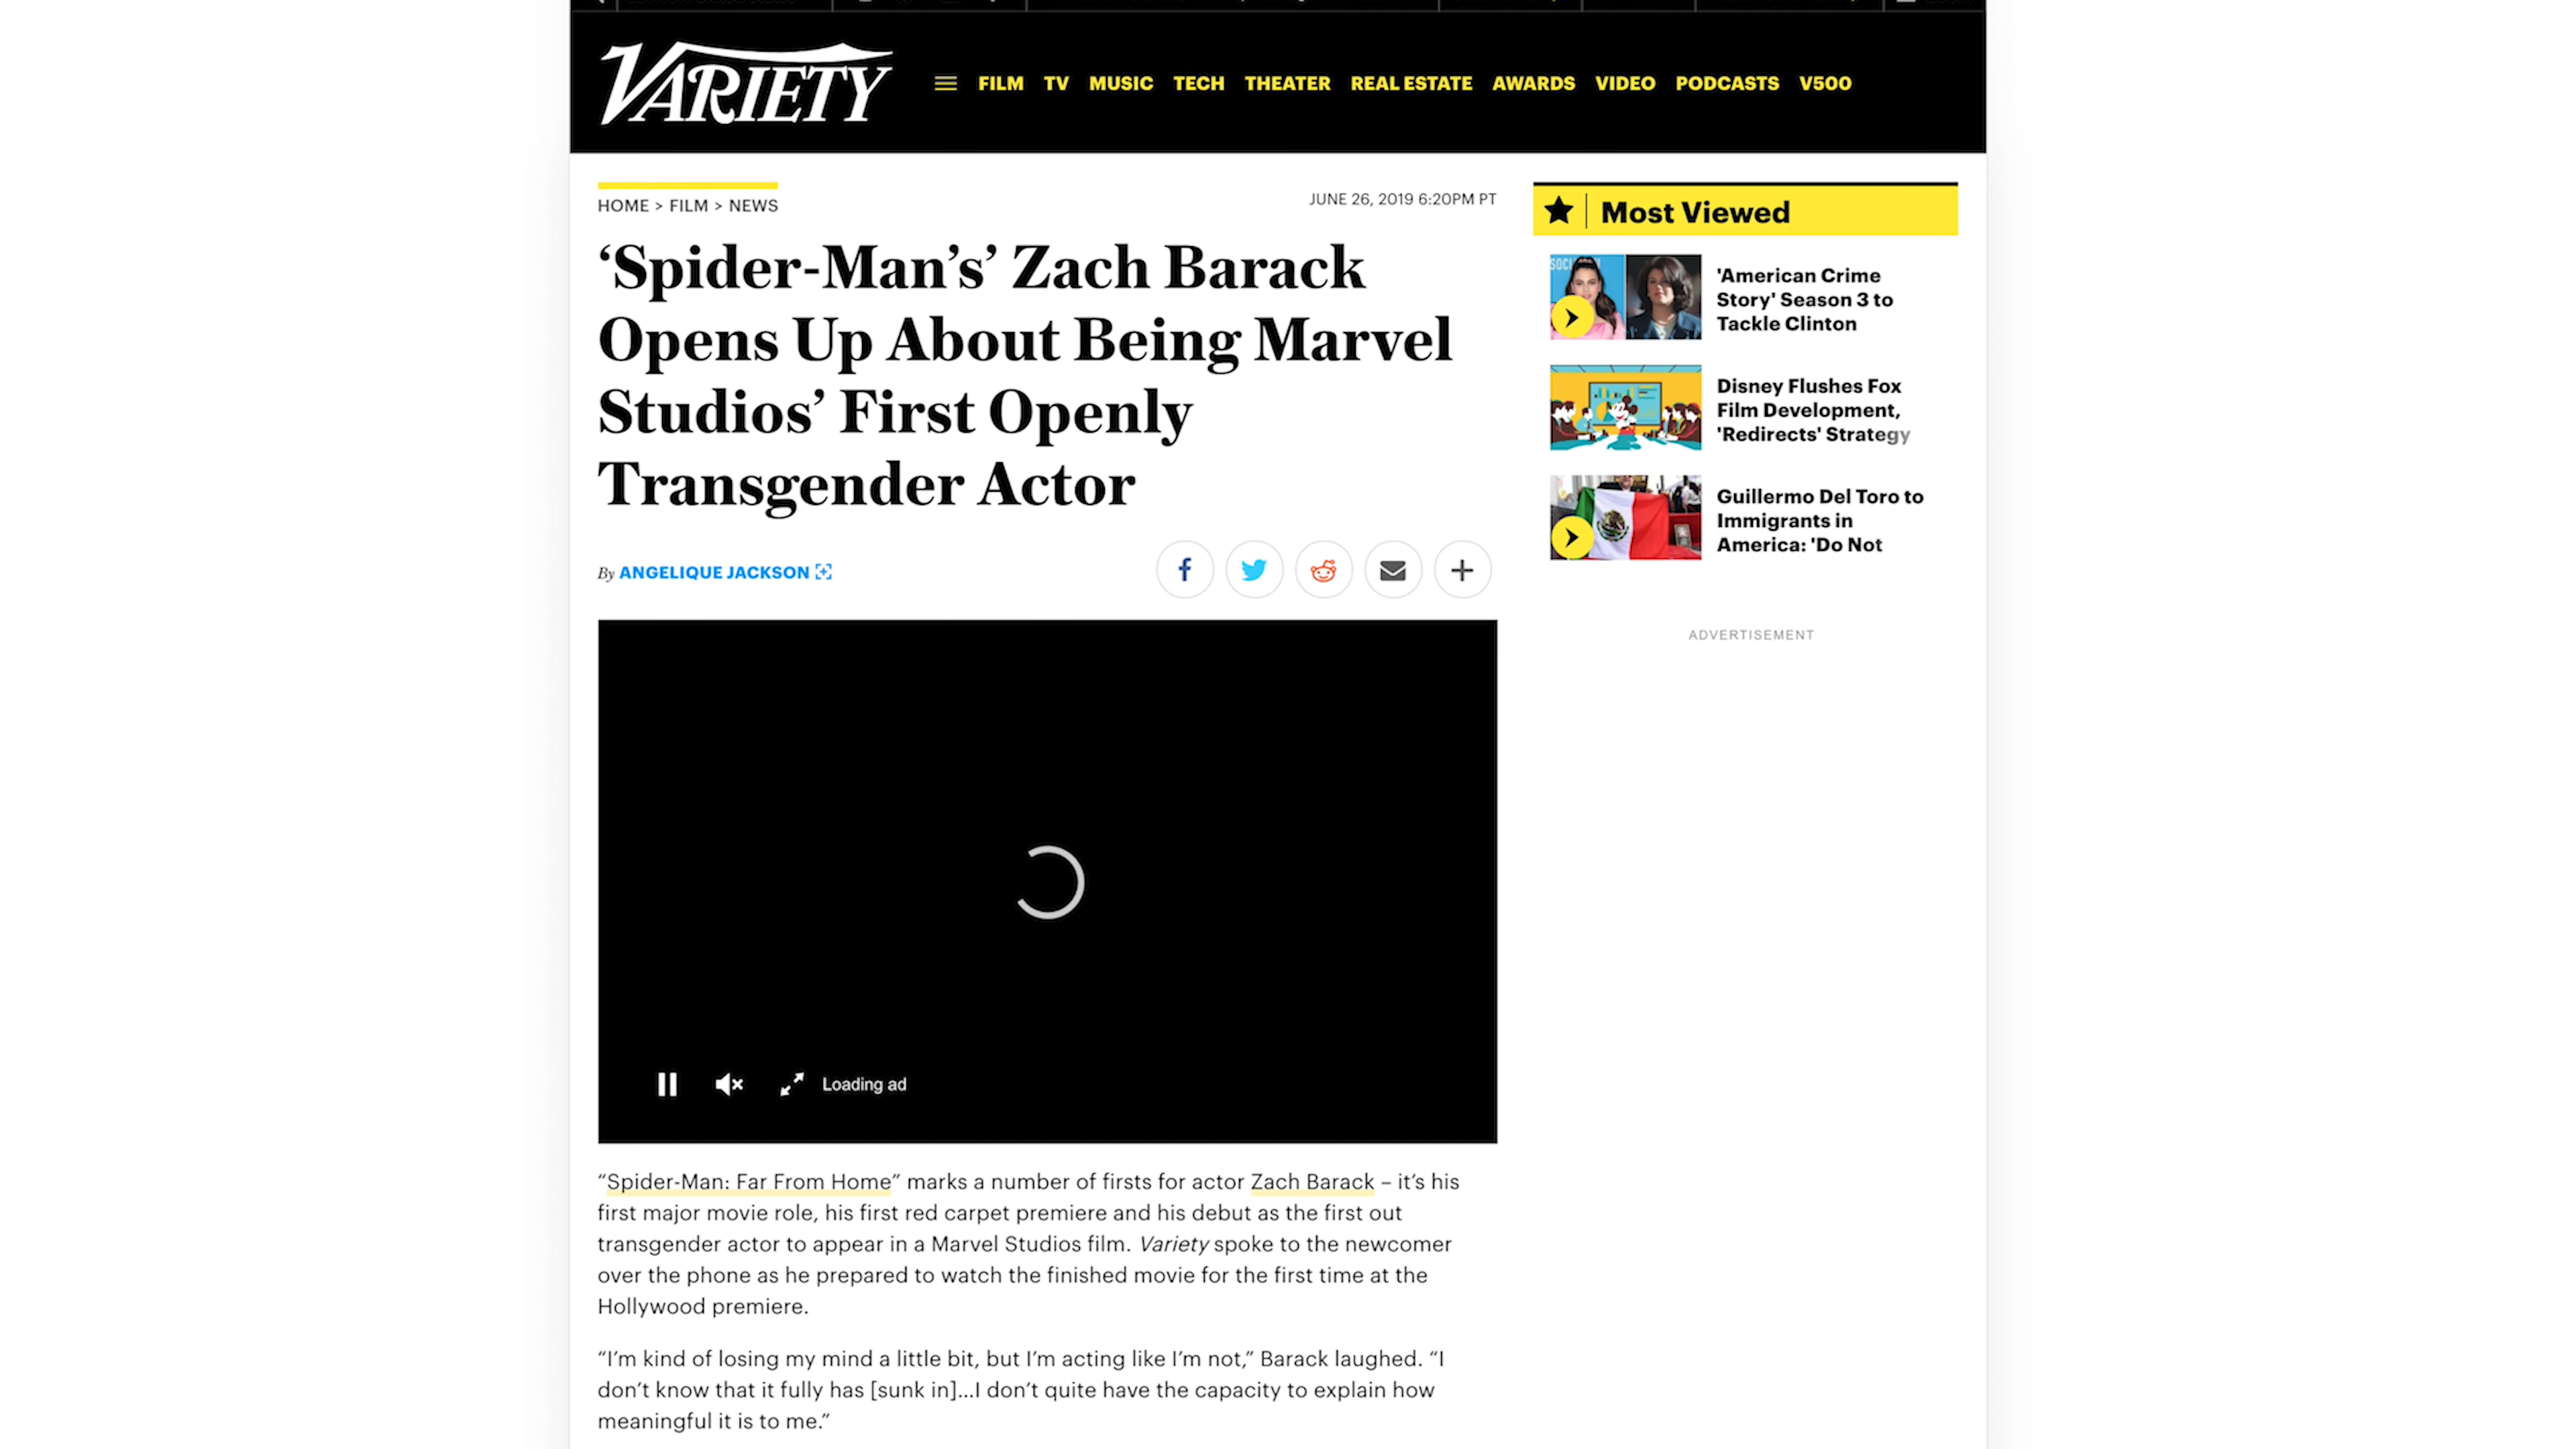 VARIETY
FILM TV MUSIC TECH THEATER REAL ESTATE AWARDS VIDEO PODCASTS V500
HOME > FILM > NEWS
JUNE 26, 2019 6:20PM PT
‘Spider-Man’s’ Zach Barack
Opens Up About Being Marvel
Studios’ First Openly
Transgender Actor
By ANGELIQUE JACKSON
Loading ad
“Spider-Man: Far From Home” marks a number of firsts for actor Zach Barack – it’s his
first major movie role, his first red carpet premiere and his debut as the first out
transgender actor to appear in a Marvel Studios film. Variety spoke to the newcomer
over the phone as he prepared to watch the finished movie for the first time at the
Hollywood premiere.
“I’m kind of losing my mind a little bit, but I’m acting like I’m not,” Barack laughed. “I
don’t know that it fully has [sunk in]...I don’t quite have the capacity to explain how
meaningful it is to me.”
Most Viewed
'American Crime
Story' Season 3 to
Tackle Clinton
Disney Flushes Fox
Film Development,
'Redirects' Strategy
Guillermo Del Toro to
Immigrants in
America: 'Do Not
ADVERTISEMENT